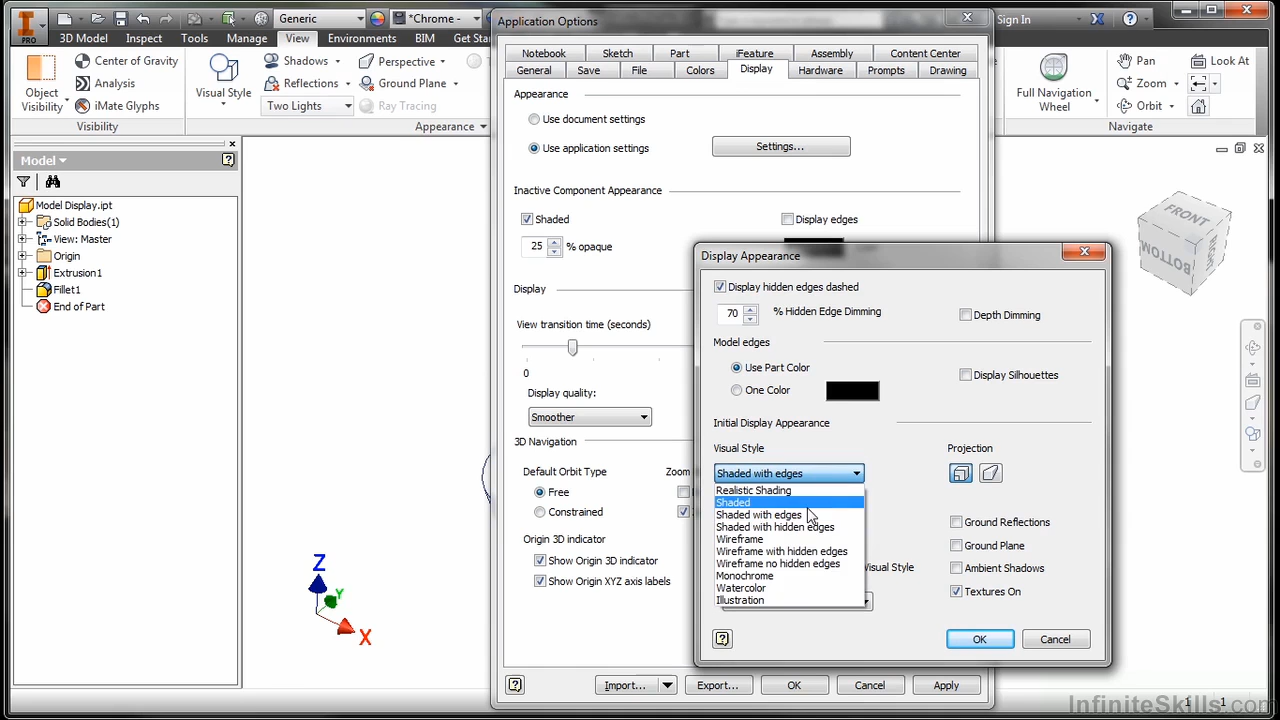 PRO
Generic
*Chrome -
Sign In
3D Model Inspect Tools Manage View Environments BIM Get Star
Object Visibility
Center of Gravity
Analysis
iMate Glyphs
Visibility
Visual Style
Shadows
Reflections
Two Lights
Perspective
Ground Plane
Ray Tracing
Appearance
Full Navigation Wheel
Pan
Zoom
Orbit
Look At
Navigate
Model
Model Display.ipt
Solid Bodies(1)
View: Master
Origin
Extrusion1
Fillet1
End of Part
Z
Y
X
FRONT
BOTTOM
Application Options
Notebook Sketch Part iFeature Assembly Content Center
General Save File Colors Display Hardware Prompts Drawing
Appearance
Use document settings
Use application settings
Settings...
Inactive Component Appearance
Shaded
Display edges
25 % opaque
Display
View transition time (seconds)
0
Display quality:
Smoother
3D Navigation
Default Orbit Type
Zoom
Free
Constrained
Origin 3D indicator
Show Origin 3D indicator
Show Origin XYZ axis labels
Import... Export... OK Cancel Apply
Display Appearance
Display hidden edges dashed
70 % Hidden Edge Dimming
Depth Dimming
Model edges
Use Part Color
One Color
Display Silhouettes
Initial Display Appearance
Visual Style
Projection
Shaded with edges
Realistic Shading
Shaded
Shaded with edges
Shaded with hidden edges
Wireframe
Wireframe with hidden edges
Wireframe no hidden edges
Monochrome
Watercolor
Illustration
Visual Style
Ground Reflections
Ground Plane
Ambient Shadows
Textures On
OK Cancel
1 1
InfiniteSkills.com